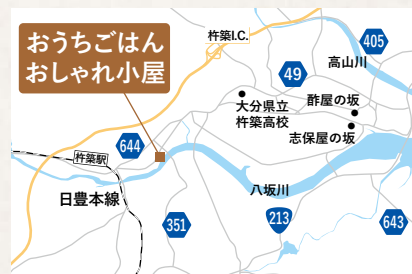 おうちごはん
おしゃれ小屋
杵築I.C.
405
高山川
49
大分県立
杵築高校
酢屋の坂
志保屋の坂
644
杵築駅
日豊本線
八坂川
351
213
643